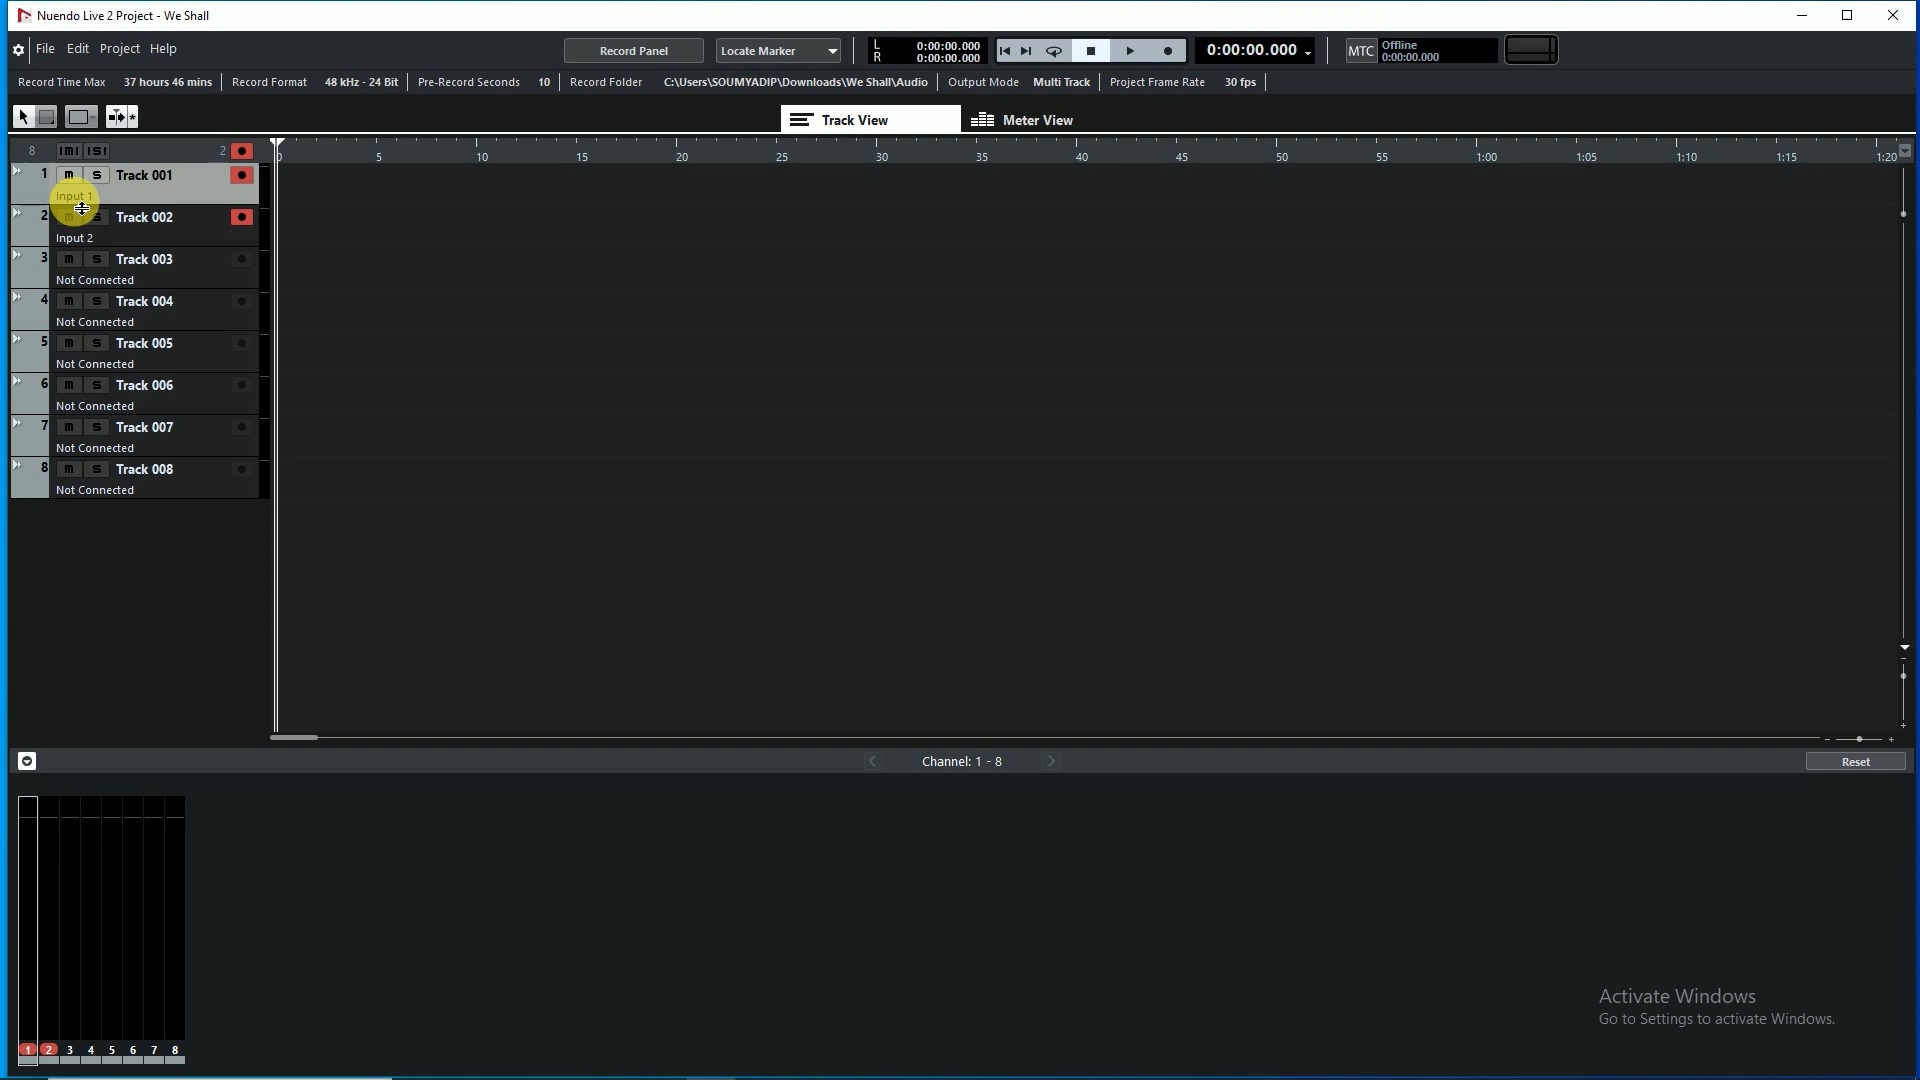 Nuendo Live 2 Project - We Shall
File Edit Project Help
Record Panel
Locate Marker
L 0:00:00.000
R 0:00:00.000
0:00:00.000
MTC Offline
0:00:00.000
Record Time Max 37 hours 46 mins Record Format 48 kHz - 24 Bit Pre-Record Seconds 10 Record Folder C:\Users\SOUMYADIP\Downloads\We Shall\Audio Output Mode Multi Track Project Frame Rate 30 fps
Track View Meter View
8 m s 2
0 5 10 15 20 25 30 35 40 45 50 55 1:00 1:05 1:10 1:15 1:20
1 m s Track 001
Input 1
2 m s Track 002
Input 2
3 m s Track 003
Not Connected
4 m s Track 004
Not Connected
5 m s Track 005
Not Connected
6 m s Track 006
Not Connected
7 m s Track 007
Not Connected
8 m s Track 008
Not Connected
Channel: 1 - 8
Reset
Activate Windows
Go to Settings to activate Windows.
1 2 3 4 5 6 7 8